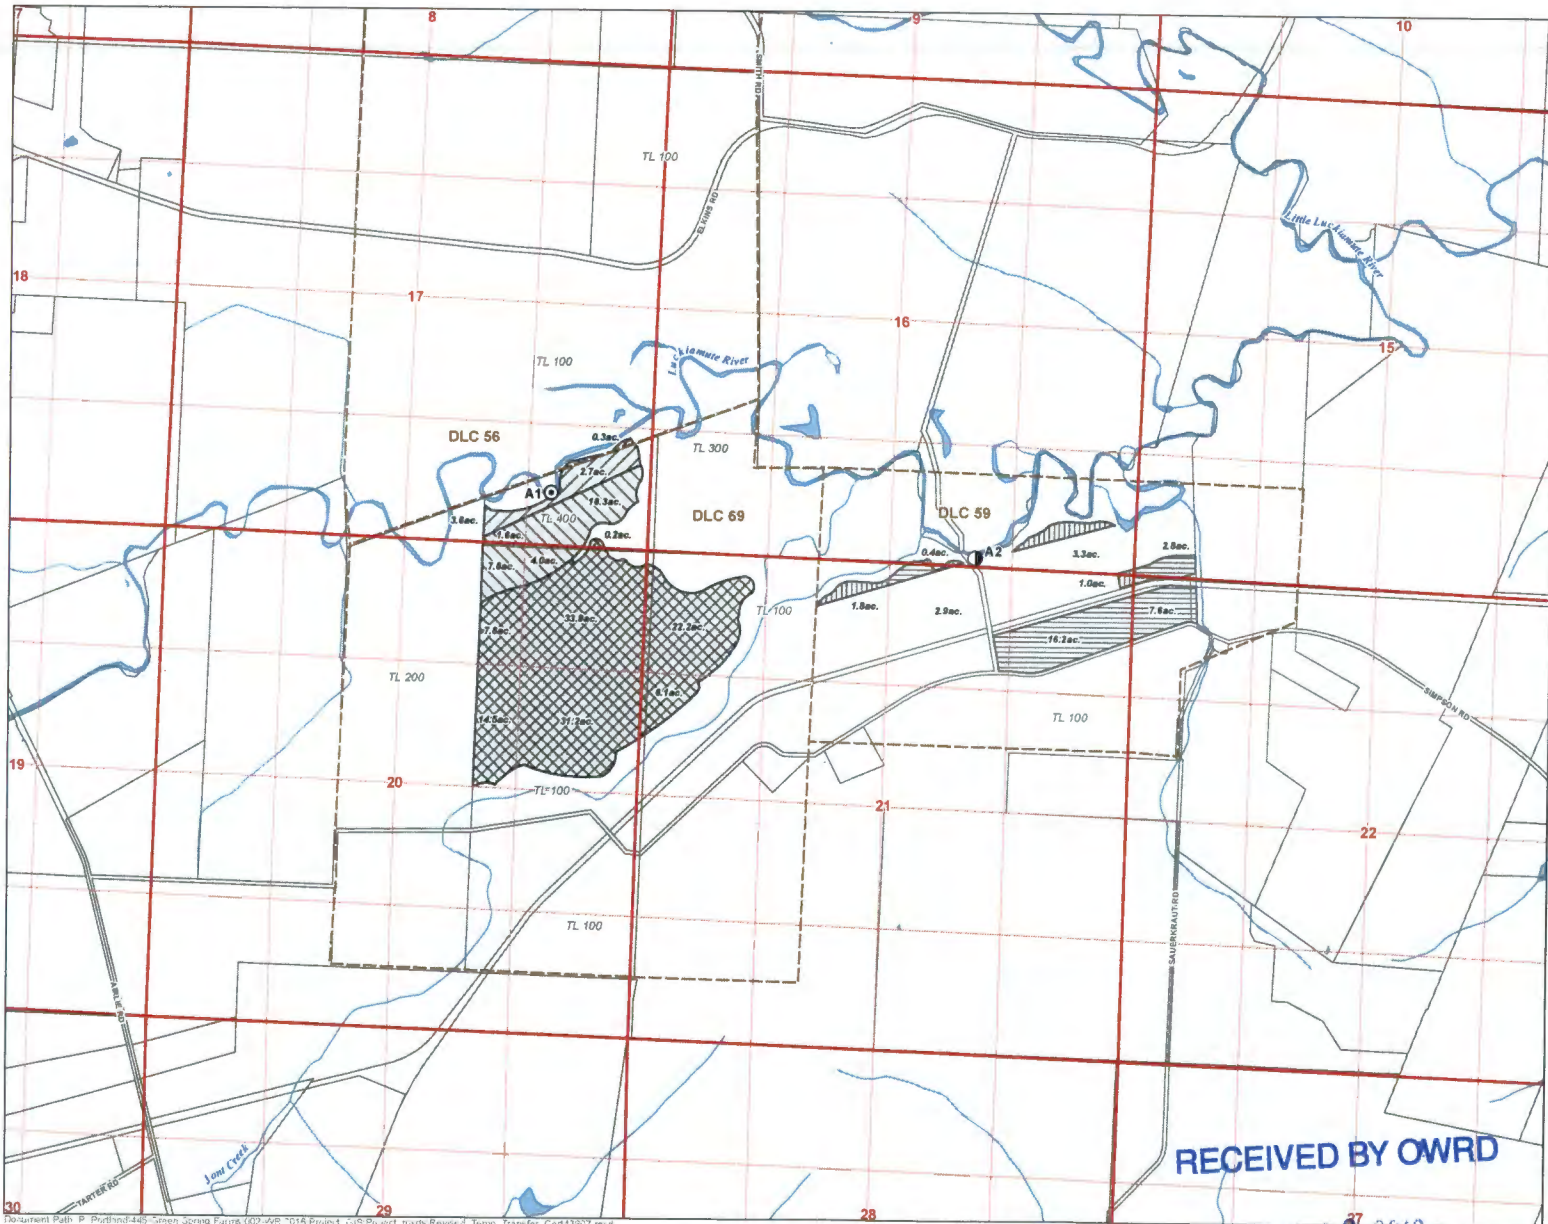 7
8
9
10
SMITH RD
TL 100
ELKINS RD
Little Luckiamute River
18
17
16
15
TL 100
Luckiamute River
DLC 56
0.3ac.
TL 300
2.7ac.
A1
18.3ac.
TL 400
3.8ac.
DLC 69
DLC 59
1.6ac.
0.2ac.
0.4ac.
A2
3.3ac.
2.8ac.
4.0ac.
7.8ac.
1.0ac.
1.8ac.
2.9ac.
TL 100
7.6ac.
33.9ac.
22.2ac.
16.2ac.
TL 200
6.1ac.
SIMPSON RD
14.5ac.
31.2ac.
TL 100
19
20
TL 100
21
22
TL 100
SAUERKRAUT RD
AIRLIE RD
RECEIVED BY OWRD
Jont Creek
TARTER RD
30
29
28
27